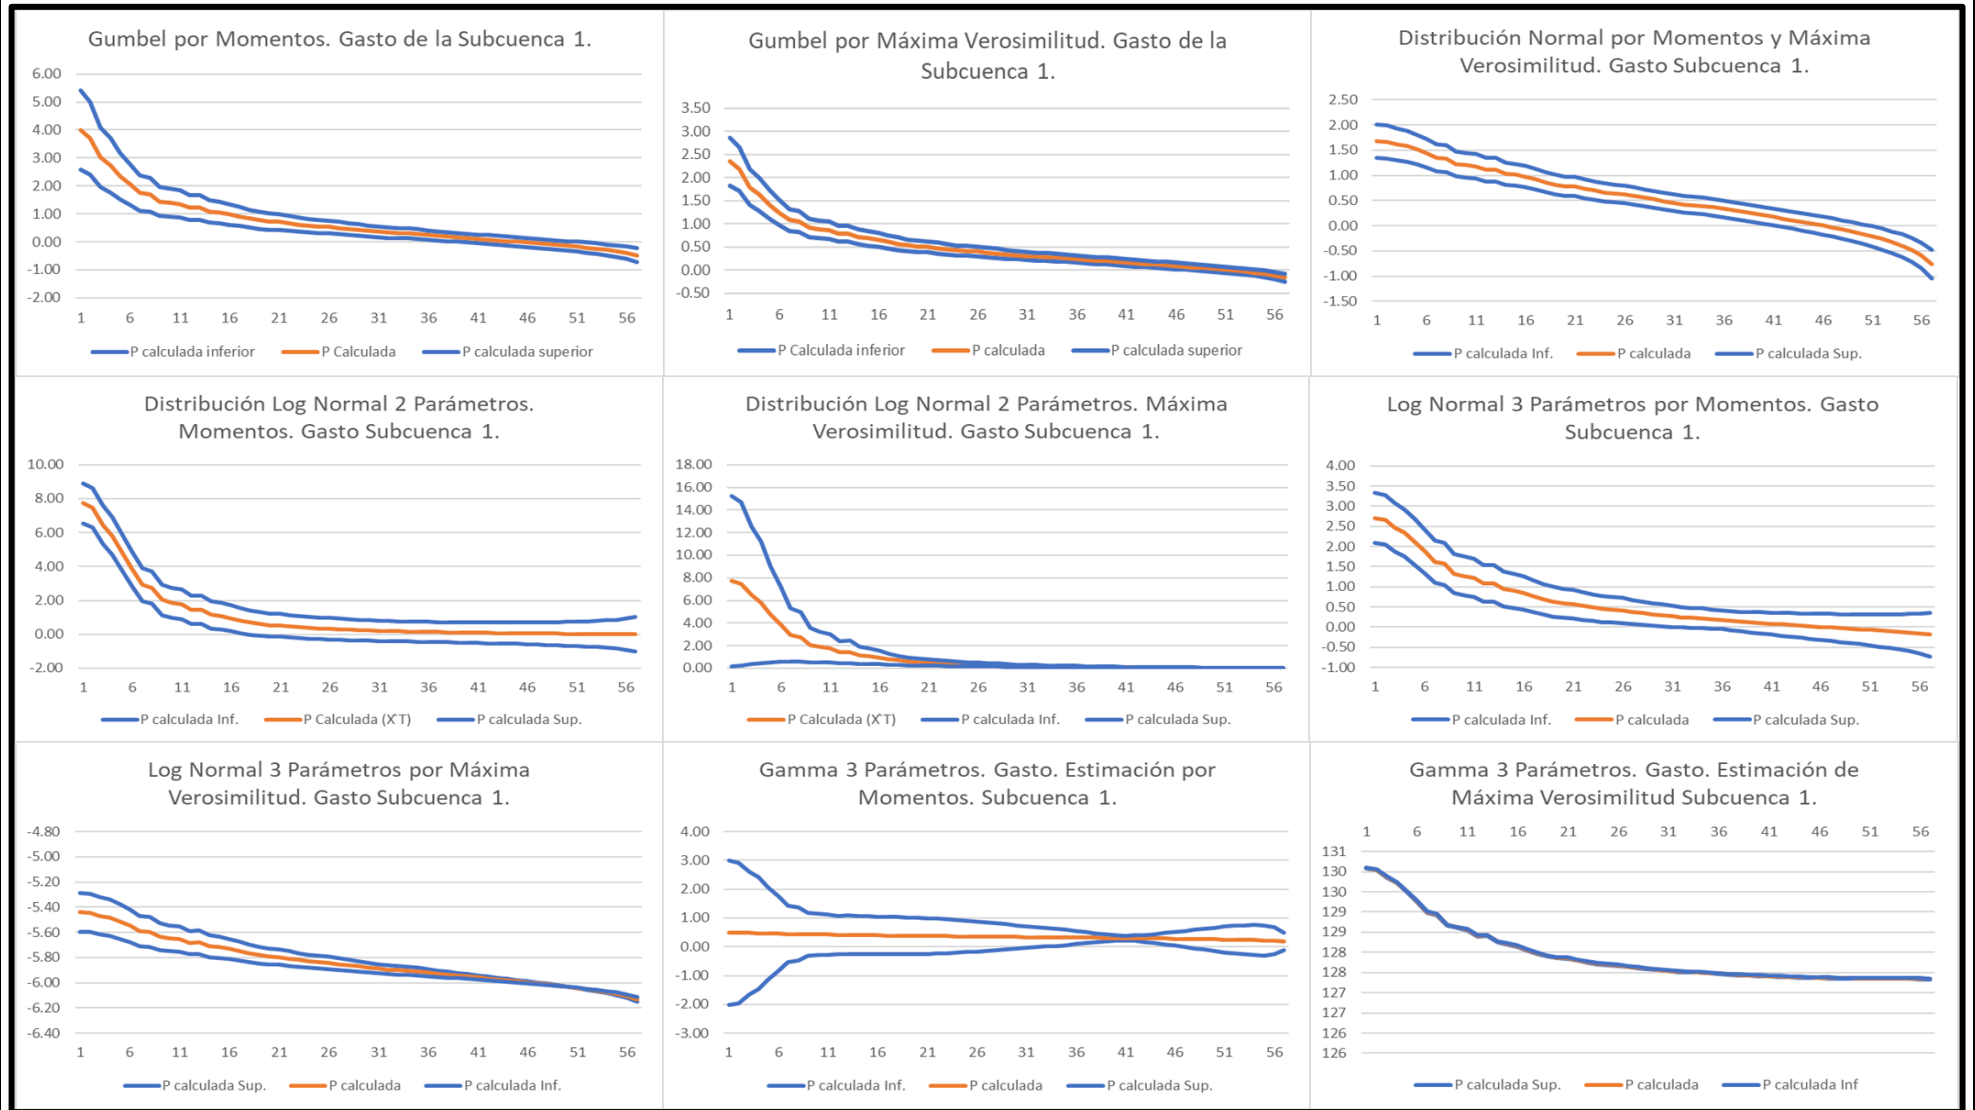 Gumbel por Momentos. Gasto de la Subcuenca 1.
6.00
5.00
4.00
3.00
2.00
1.00
0.00
-1.00
-2.00
1 6 11 16 21 26 31 36 41 46 51 56
P calculada inferior P Calculada P calculada superior
Gumbel por Máxima Verosimilitud. Gasto de la
Subcuenca 1.
3.50
3.00
2.50
2.00
1.50
1.00
0.50
0.00
-0.50
1 6 11 16 21 26 31 36 41 46 51 56
P Calculada inferior P calculada P calculada superior
Distribución Normal por Momentos y Máxima
Verosimilitud. Gasto Subcuenca 1.
2.50
2.00
1.50
1.00
0.50
0.00
-0.50
-1.00
-1.50
1 6 11 16 21 26 31 36 41 46 51 56
P calculada Inf. P calculada P calculada Sup.
Distribución Log Normal 2 Parámetros.
Momentos. Gasto Subcuenca 1.
10.00
8.00
6.00
4.00
2.00
0.00
-2.00
1 6 11 16 21 26 31 36 41 46 51 56
P calculada Inf. P Calculada (X'T) P calculada Sup.
Distribución Log Normal 2 Parámetros. Máxima
Verosimilitud. Gasto Subcuenca 1.
18.00
16.00
14.00
12.00
10.00
8.00
6.00
4.00
2.00
0.00
1 6 11 16 21 26 31 36 41 46 51 56
P Calculada (X'T) P calculada Inf. P calculada Sup.
Log Normal 3 Parámetros por Momentos. Gasto
Subcuenca 1.
4.00
3.50
3.00
2.50
2.00
1.50
1.00
0.50
0.00
-0.50
-1.00
1 6 11 16 21 26 31 36 41 46 51 56
P calculada Inf. P calculada P calculada Sup.
Log Normal 3 Parámetros por Máxima
Verosimilitud. Gasto Subcuenca 1.
-4.80
-5.00
-5.20
-5.40
-5.60
-5.80
-6.00
-6.20
-6.40
1 6 11 16 21 26 31 36 41 46 51 56
P calculada Sup. P calculada P calculada Inf.
Gamma 3 Parámetros. Gasto. Estimación por
Momentos. Subcuenca 1.
4.00
3.00
2.00
1.00
0.00
-1.00
-2.00
-3.00
1 6 11 16 21 26 31 36 41 46 51 56
P calculada Inf. P calculada P calculada Sup.
Gamma 3 Parámetros. Gasto. Estimación de
Máxima Verosimilitud Subcuenca 1.
1 6 11 16 21 26 31 36 41 46 51 56
131
130
130
129
129
128
128
127
127
126
126
P calculada Sup. P calculada P calculada Inf